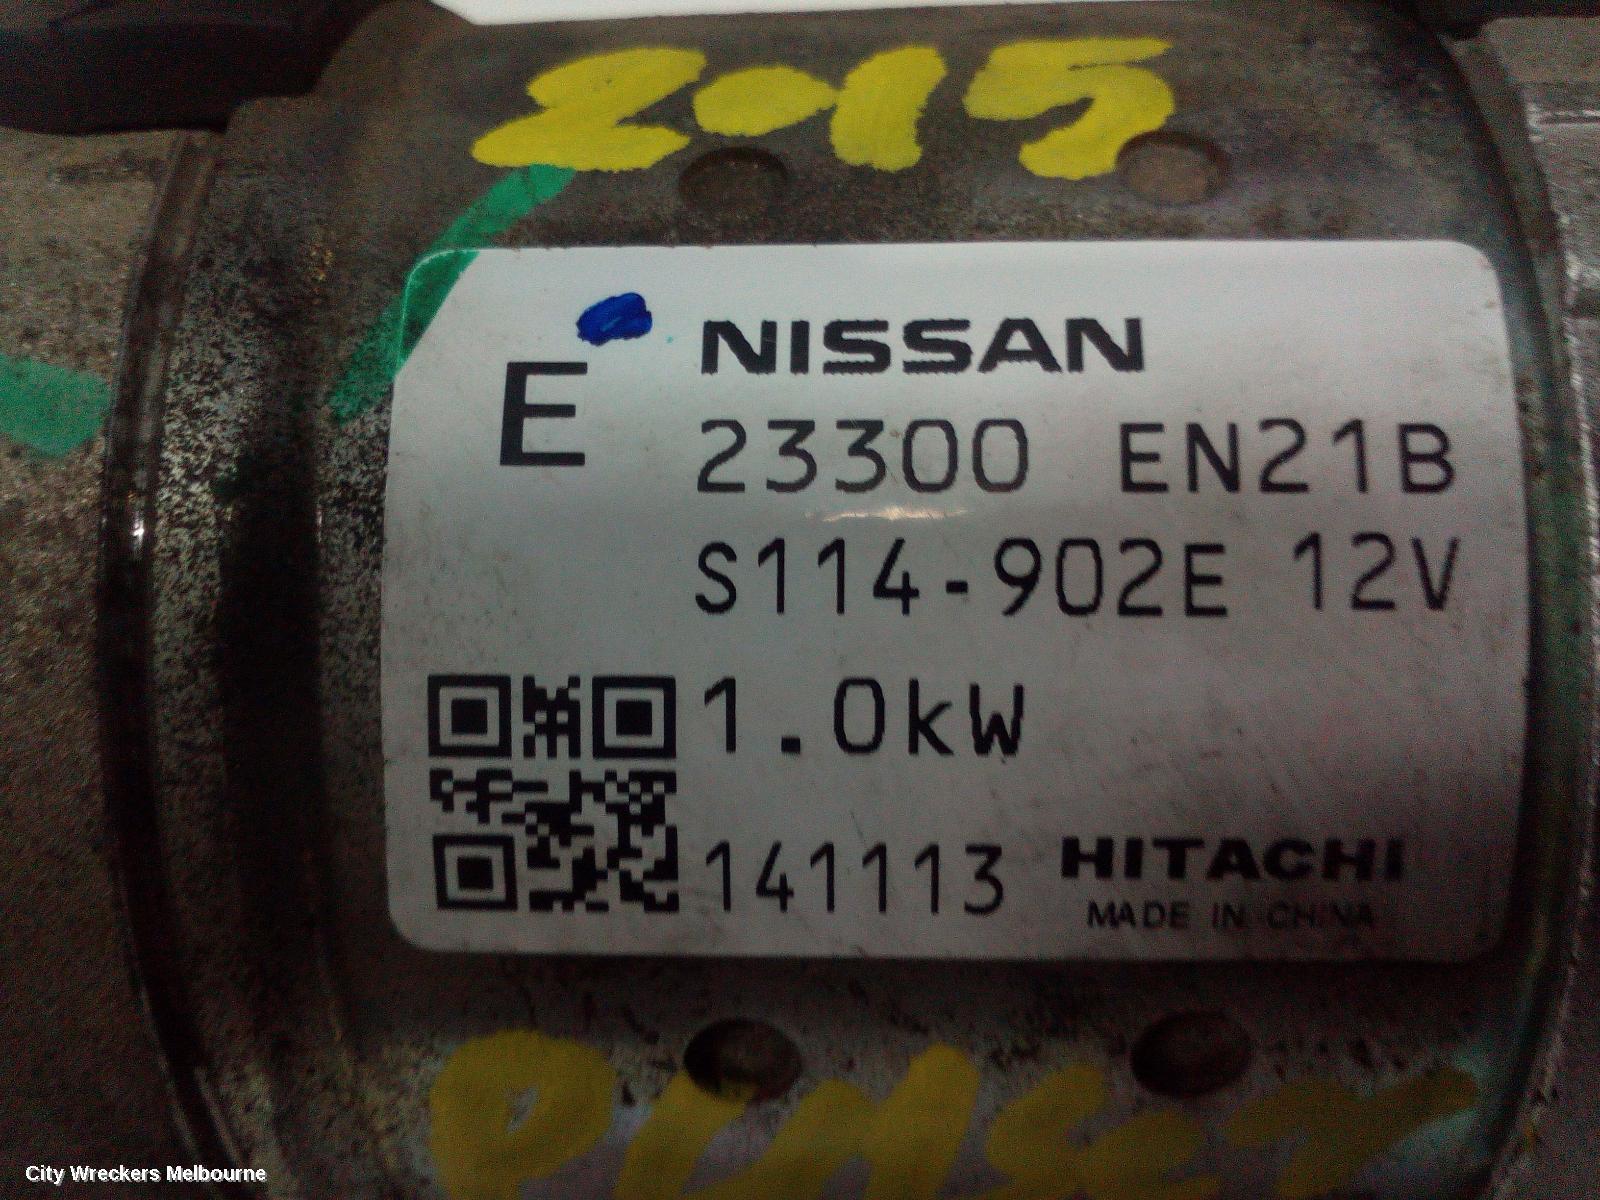 2015
E
NISSAN
23300 EN21B
S114-902E 12V
1.0kW
141113 HITACHI
MADE IN CHINA
City Wreckers Melbourne